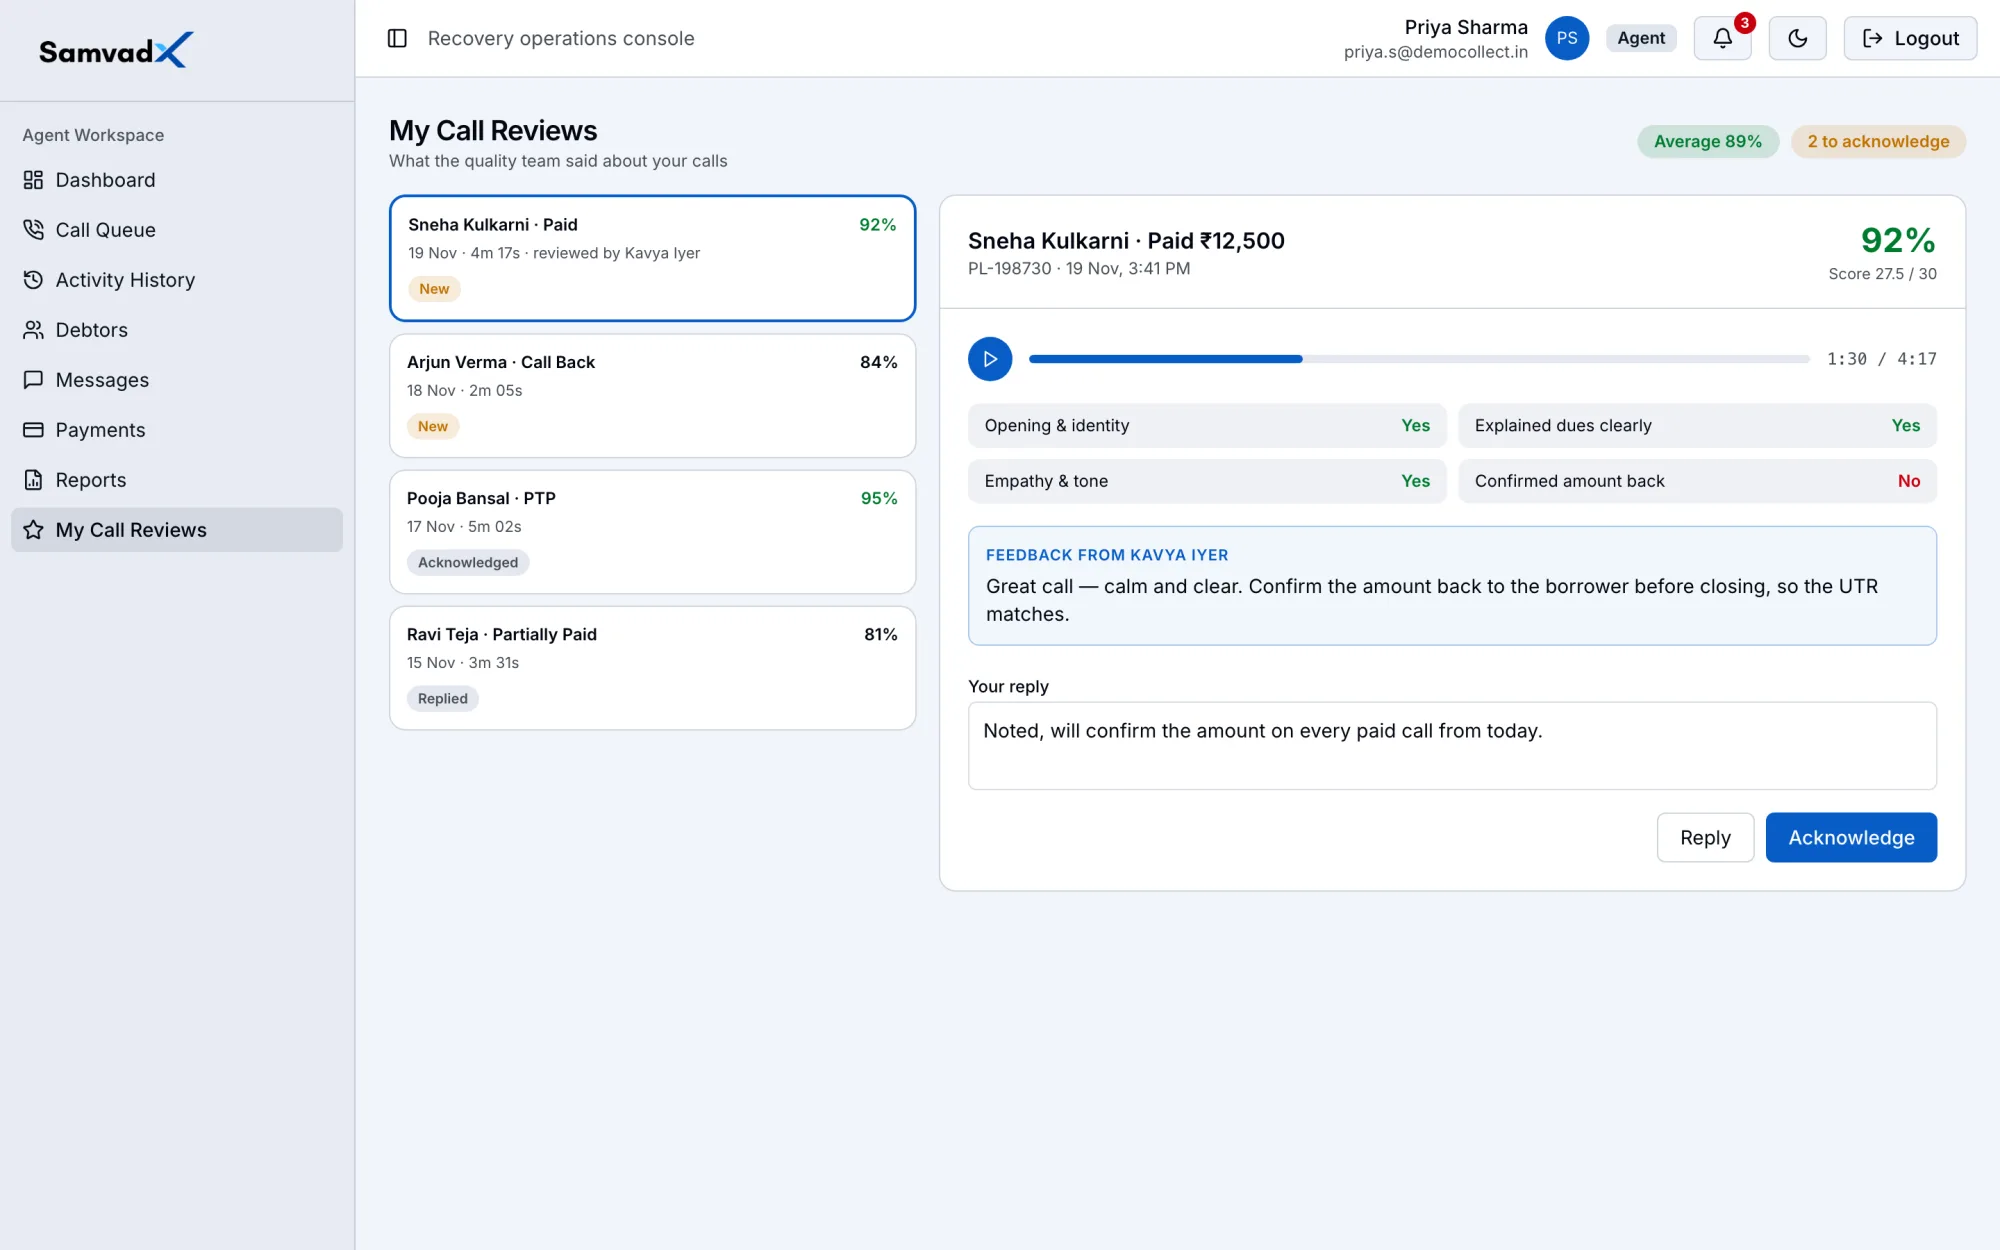 SamvadX
Recovery operations console
Priya Sharma
priya.s@democollect.in
PS
Agent
3
Logout
Agent Workspace
Dashboard
Call Queue
Activity History
Debtors
Messages
Payments
Reports
My Call Reviews
My Call Reviews
What the quality team said about your calls
Average 89%
2 to acknowledge
Sneha Kulkarni · Paid 92%
19 Nov · 4m 17s · reviewed by Kavya Iyer
New
Arjun Verma · Call Back 84%
18 Nov · 2m 05s
New
Pooja Bansal · PTP 95%
17 Nov · 5m 02s
Acknowledged
Ravi Teja · Partially Paid 81%
15 Nov · 3m 31s
Replied
Sneha Kulkarni · Paid ₹12,500
PL-198730 · 19 Nov, 3:41 PM
92%
Score 27.5 / 30
1:30 / 4:17
Opening & identity Yes
Explained dues clearly Yes
Empathy & tone Yes
Confirmed amount back No
FEEDBACK FROM KAVYA IYER
Great call — calm and clear. Confirm the amount back to the borrower before closing, so the UTR
matches.
Your reply
Noted, will confirm the amount on every paid call from today.
Reply
Acknowledge